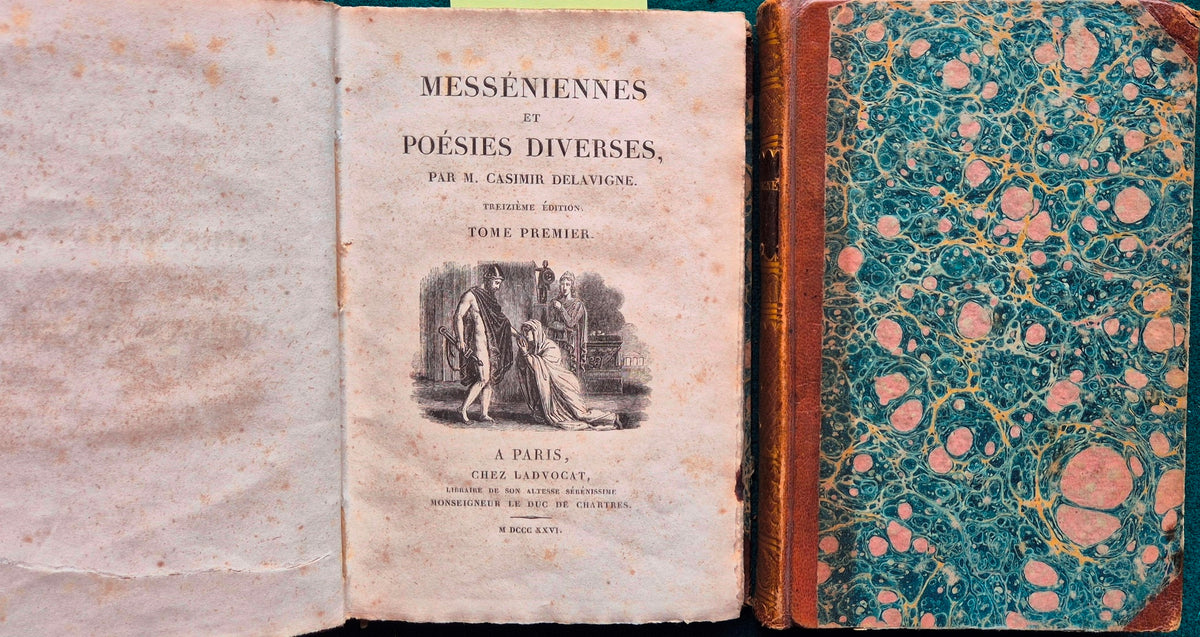 MESSÉNIENNES
ET
POÉSIES DIVERSES,
PAR M. CASIMIR DELAVIGNE.
TREIZIÈME ÉDITION.
TOME PREMIER.
A PARIS,
CHEZ LADVOCAT,
LIBRAIRE DE SON ALTESSE SÉRÉNISSIME
MONSEIGNEUR LE DUC DE CHARTRES.
M DCCC XXVI.